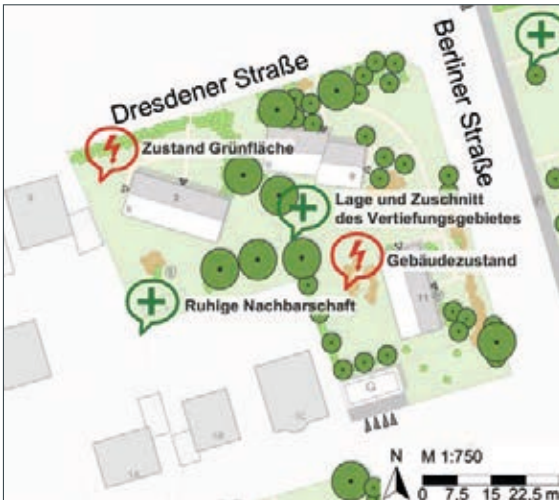 Dresdener Straße
Berliner Straße
Zustand Grünfläche
Lage und Zuschnitt
des Vertiefungsgebietes
Gebäudezustand
11
Ruhige Nachbarschaft
G
N
M 1:750
0 7.5 15 22.5 m